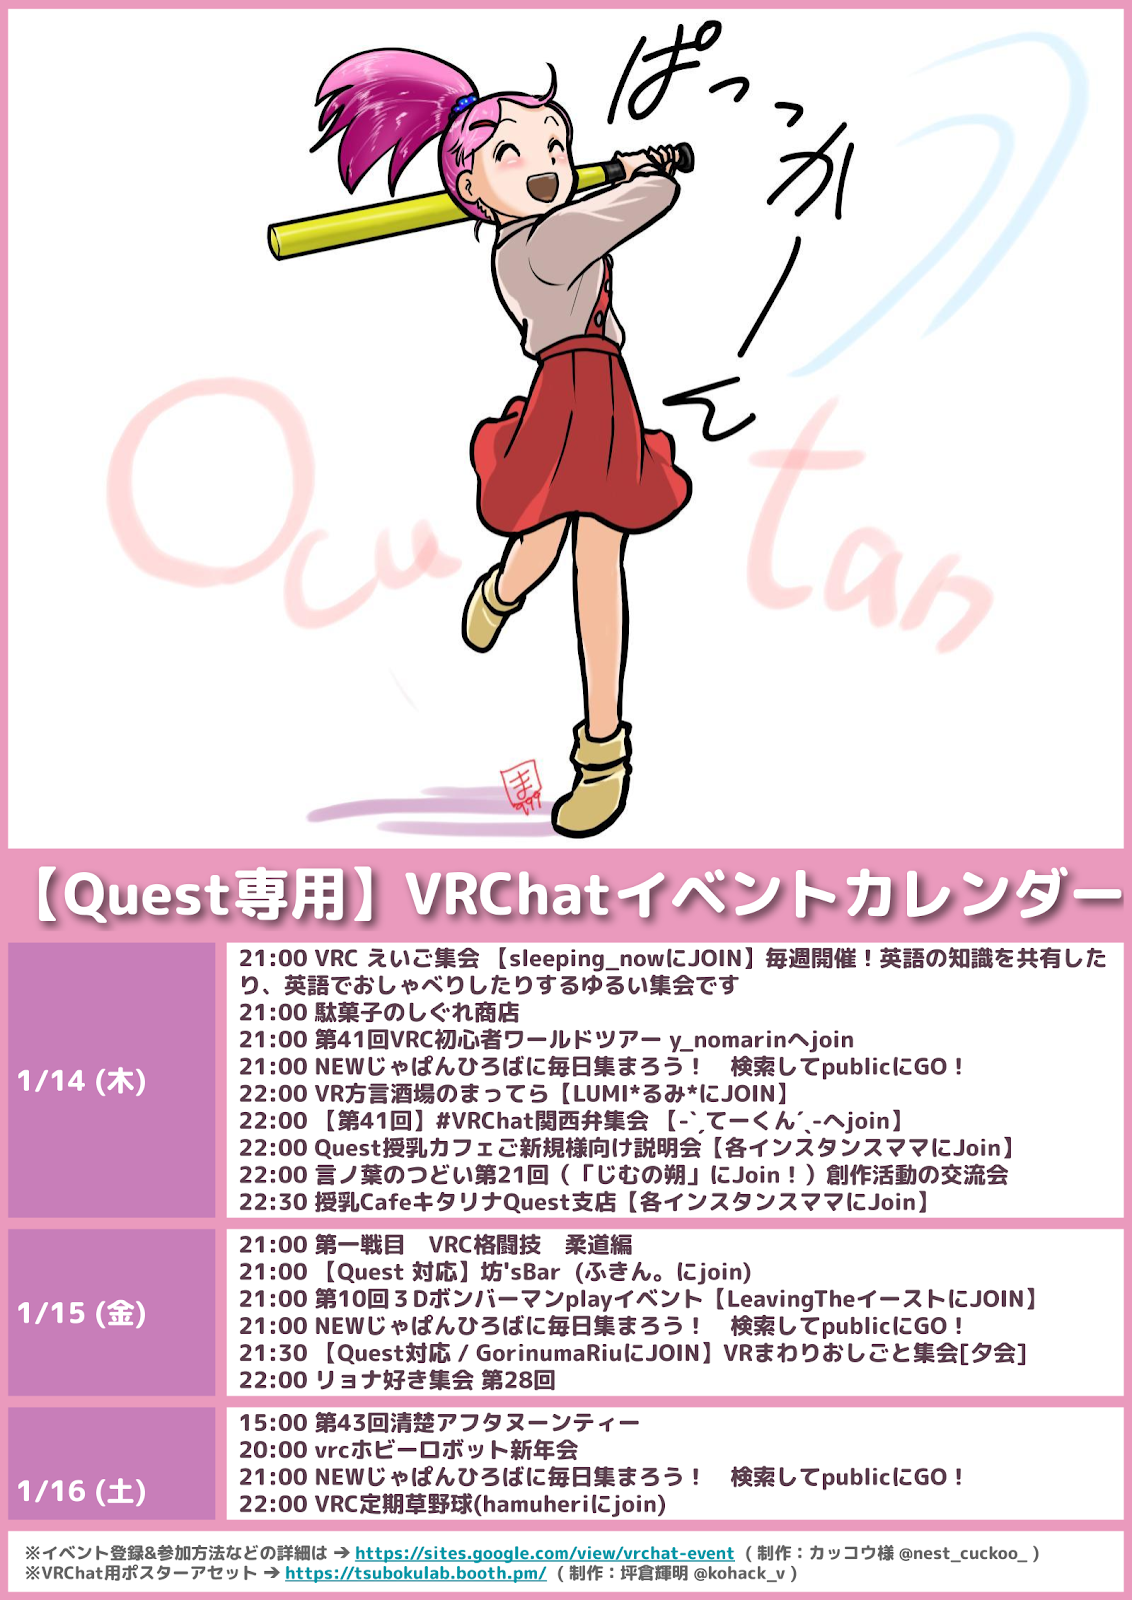 ぱっっかーん
Ocu tan
ま
999
【Quest専用】VRChatイベントカレンダー
1/14 (木)
21:00 VRC えいご集会 【sleeping_nowにJOIN】毎週開催！英語の知識を共有した
り、英語でおしゃべりしたりするゆるい集会です
21:00 駄菓子のしぐれ商店
21:00 第41回VRC初心者ワールドツアー y_nomarinへjoin
21:00 NEWじゃぱんひろばに毎日集まろう！　検索してpublicにGO！
22:00 VR方言酒場のまってら【LUMI*るみ*にJOIN】
22:00 【第41回】#VRChat関西弁集会 【-`ˏてーくん´ˎ-へjoin】
22:00 Quest授乳カフェご新規様向け説明会【各インスタンスママにJoin】
22:00 言ノ葉のつどい第21回（「じむの朔」にJoin！）創作活動の交流会
22:30 授乳CafeキタリナQuest支店【各インスタンスママにJoin】
1/15 (金)
21:00 第一戦目　VRC格闘技　柔道編
21:00 【Quest 対応】坊'sBar（ふきん。にjoin)
21:00 第10回３Dボンバーマンplayイベント【LeavingTheイーストにJOIN】
21:00 NEWじゃぱんひろばに毎日集まろう！　検索してpublicにGO！
21:30 【Quest対応 / GorinumaRiuにJOIN】VRまわりおしごと集会[夕会]
22:00 リョナ好き集会 第28回
1/16 (土)
15:00 第43回清楚アフタヌーンティー
20:00 vrcホビーロボット新年会
21:00 NEWじゃぱんひろばに毎日集まろう！　検索してpublicにGO！
22:00 VRC定期草野球(hamuheriにjoin)
※イベント登録&参加方法などの詳細は ➔ https://sites.google.com/view/vrchat-event （ 制作：カッコウ様 @nest_cuckoo_ ）
※VRChat用ポスターアセット ➔ https://tsubokulab.booth.pm/ （ 制作：坪倉輝明 @kohack_v ）